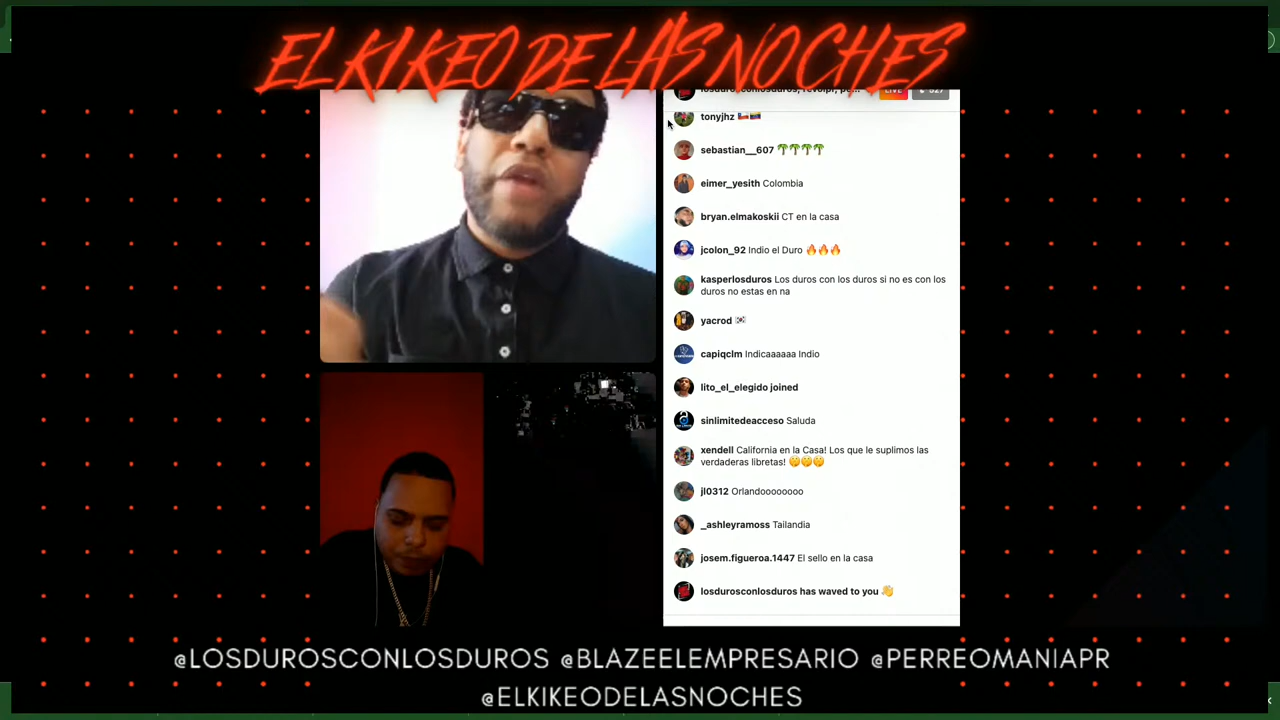 EL KIKEO DE LAS NOCHES
LIVE
tonyjhz 🇨🇱🇻🇪
sebastian__607 🌴🌴🌴🌴
eimer_yesith Colombia
bryan.elmakoskii CT en la casa
jcolon_92 Indio el Duro 🔥🔥🔥
kasperlosduros Los duros con los duros si no es con los
duros no estas en na
yacrod 🇰🇷
capiqclm Indicaaaaaa Indio
lito_el_elegido joined
sinlimitedeacceso Saluda
xendell California en la Casa! Los que le suplimos las
verdaderas libretas! 🤔🤔🤔
jl0312 Orlandoooooooo
_ashleyramoss Tailandia
josem.figueroa.1447 El sello en la casa
losdurosconlosduros has waved to you 👋
@LOSDUROSCONLOSDUROS @BLAZEELEMPRESARIO @PERREOMANIAPR
@ELKIKEODELASNOCHES